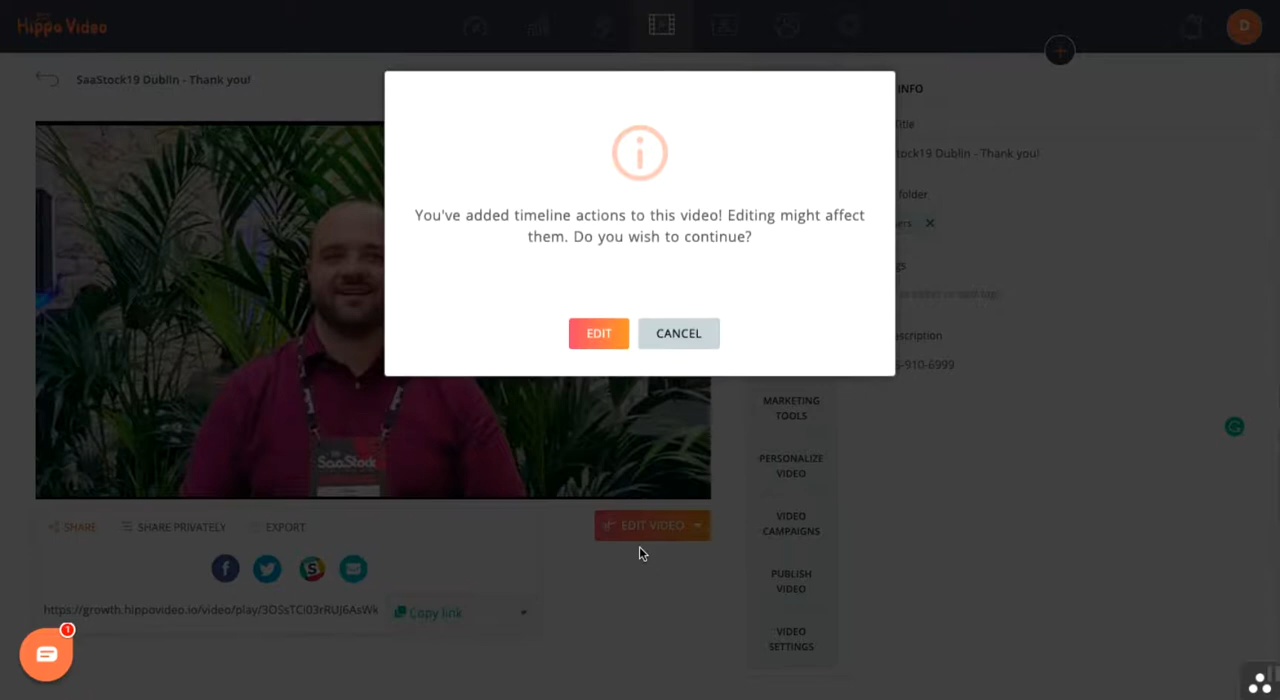 Hippo Video
D
SaaStock19 Dublin - Thank you!
INFO
Title
tock19 Dublin - Thank you!
folder
ers ✕
gs
You've added timeline actions to this video! Editing might affect
them. Do you wish to continue?
EDIT
CANCEL
escription
-910-6999
MARKETING
TOOLS
PERSONALIZE
VIDEO
VIDEO
CAMPAIGNS
PUBLISH
VIDEO
VIDEO
SETTINGS
SaaStock
SHARE
SHARE PRIVATELY
EXPORT
EDIT VIDEO
https://growth.hippovideo.io/video/play/3OSsTCi03rRUJ6AsWk
Copy link
1